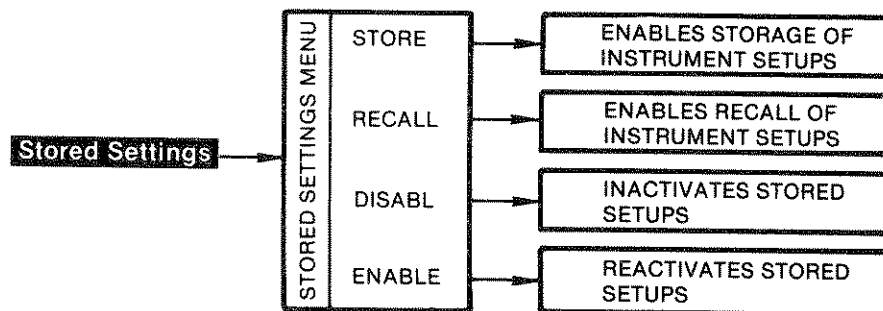 Stored Settings
STORED SETTINGS MENU
STORE
ENABLES STORAGE OF
INSTRUMENT SETUPS
RECALL
ENABLES RECALL OF
INSTRUMENT SETUPS
DISABL
INACTIVATES STORED
SETUPS
ENABLE
REACTIVATES STORED
SETUPS